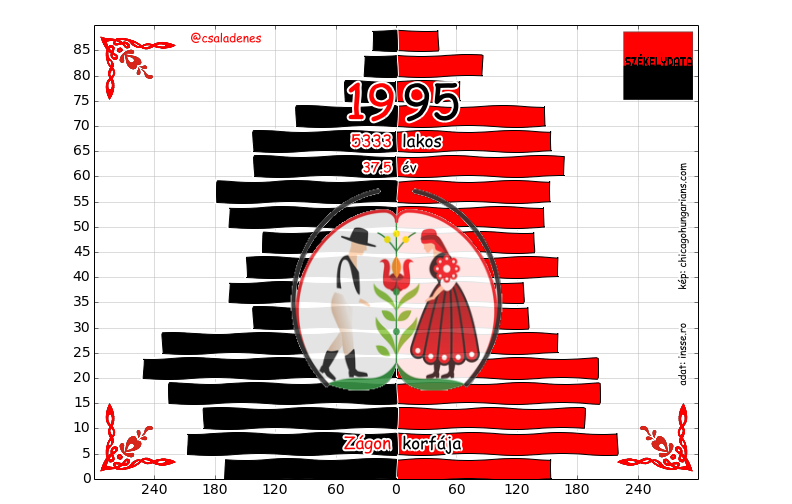 @csaladenes
SZÉKELYDATA
1995
5333 lakos
37.5 év
kép: chicagohungarians.com
adat: insse.ro
Zágon korfája
85
80
75
70
65
60
55
50
45
40
35
30
25
20
15
10
5
0
240 180 120 60 0 60 120 180 240